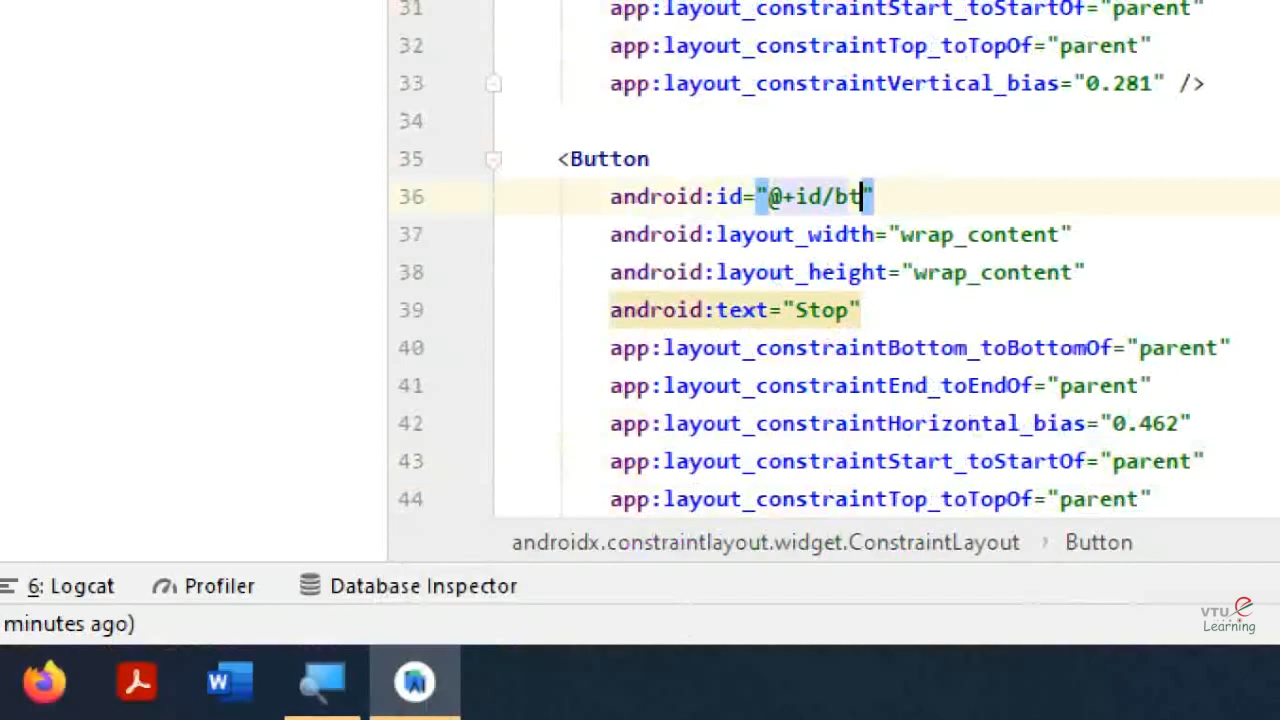 31 app:layout_constraintStart_toStartOf="parent"
32 app:layout_constraintTop_toTopOf="parent"
33 app:layout_constraintVertical_bias="0.281" />
34
35 <Button
36 android:id="@+id/bt"
37 android:layout_width="wrap_content"
38 android:layout_height="wrap_content"
39 android:text="Stop"
40 app:layout_constraintBottom_toBottomOf="parent"
41 app:layout_constraintEnd_toEndOf="parent"
42 app:layout_constraintHorizontal_bias="0.462"
43 app:layout_constraintStart_toStartOf="parent"
44 app:layout_constraintTop_toTopOf="parent"
androidx.constraintlayout.widget.ConstraintLayout › Button
6: Logcat Profiler Database Inspector
minutes ago)
VTU e
Learning
W